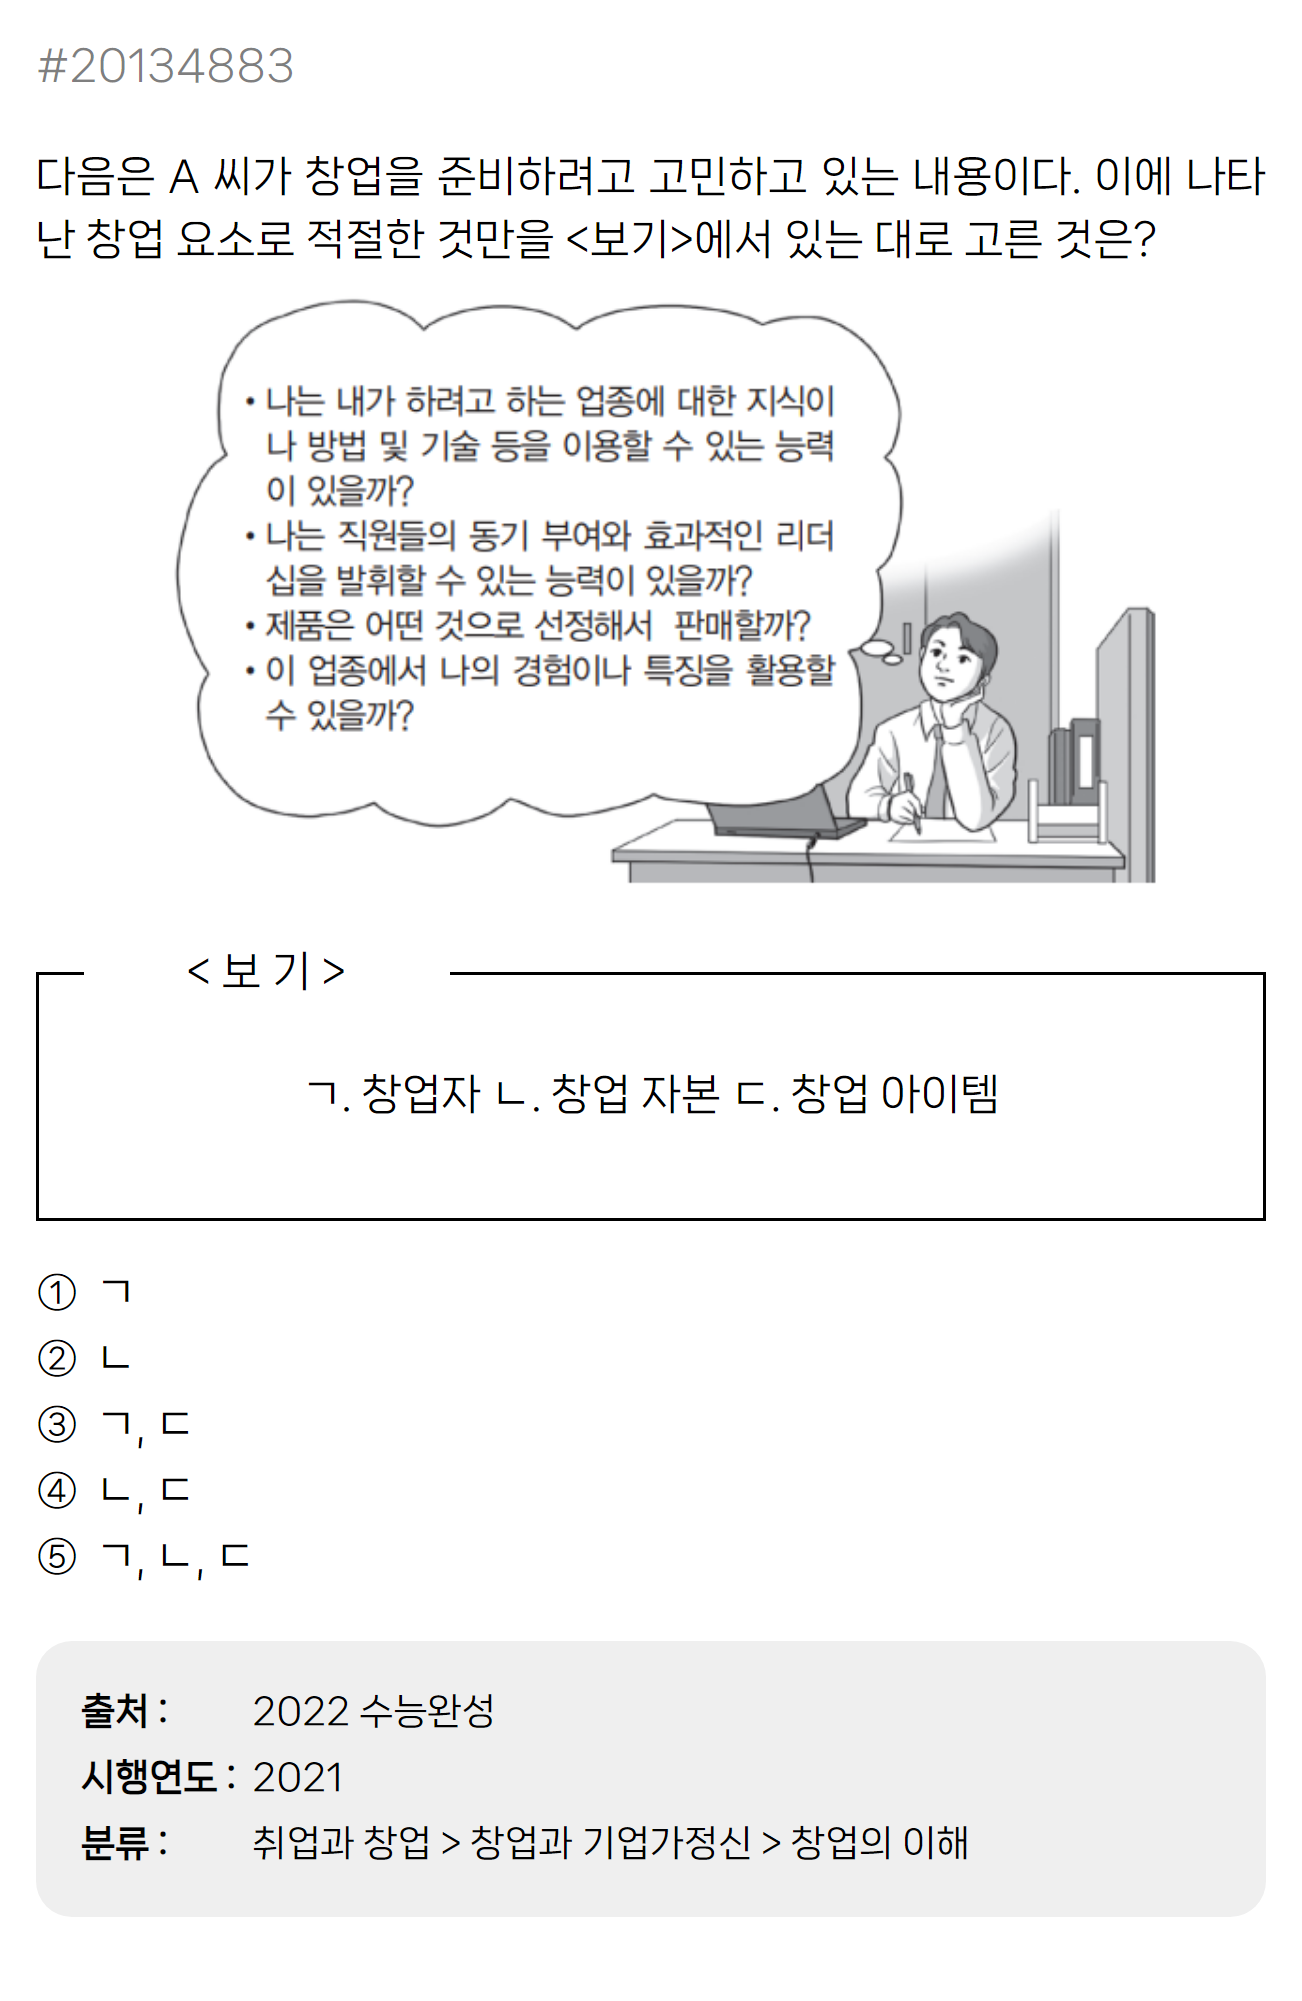 #20134883
다음은 A 씨가 창업을 준비하려고 고민하고 있는 내용이다. 이에 나타
난 창업 요소로 적절한 것만을 <보기>에서 있는 대로 고른 것은?
• 나는 내가 하려고 하는 업종에 대한 지식이
나 방법 및 기술 등을 이용할 수 있는 능력
이 있을까?
• 나는 직원들의 동기 부여와 효과적인 리더
십을 발휘할 수 있는 능력이 있을까?
• 제품은 어떤 것으로 선정해서 판매할까?
• 이 업종에서 나의 경험이나 특징을 활용할
수 있을까?
< 보 기 >
ㄱ. 창업자 ㄴ. 창업 자본 ㄷ. 창업 아이템
① ㄱ
② ㄴ
③ ㄱ, ㄷ
④ ㄴ, ㄷ
⑤ ㄱ, ㄴ, ㄷ
출처 : 2022 수능완성
시행연도 : 2021
분류 : 취업과 창업 > 창업과 기업가정신 > 창업의 이해